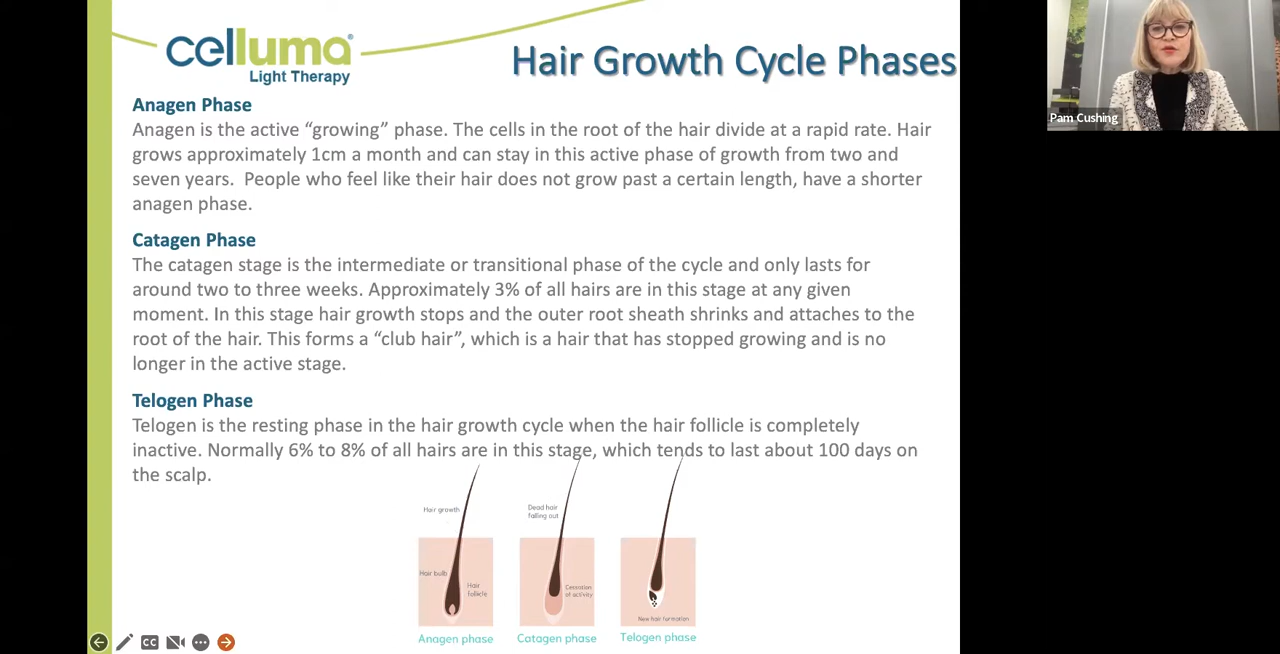 celluma®
Light Therapy
Hair Growth Cycle Phases
Anagen Phase
Anagen is the active “growing” phase. The cells in the root of the hair divide at a rapid rate. Hair
grows approximately 1cm a month and can stay in this active phase of growth from two and
seven years.  People who feel like their hair does not grow past a certain length, have a shorter
anagen phase.
Catagen Phase
The catagen stage is the intermediate or transitional phase of the cycle and only lasts for
around two to three weeks. Approximately 3% of all hairs are in this stage at any given
moment. In this stage hair growth stops and the outer root sheath shrinks and attaches to the
root of the hair. This forms a “club hair”, which is a hair that has stopped growing and is no
longer in the active stage.
Telogen Phase
Telogen is the resting phase in the hair growth cycle when the hair follicle is completely
inactive. Normally 6% to 8% of all hairs are in this stage, which tends to last about 100 days on
the scalp.
Hair growth
Hair bulb
Hair
follicle
Anagen phase
Dead hair
falling out
Cessation
of activity
Catagen phase
New hair formation
Telogen phase
CC
Pam Cushing